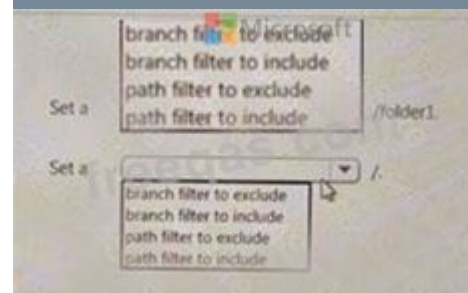 Microsoft
branch filter to exclude
branch filter to include
path filter to exclude
Set a path filter to include /folder1.
Set a /.
branch filter to exclude
branch filter to include
path filter to exclude
path filter to include